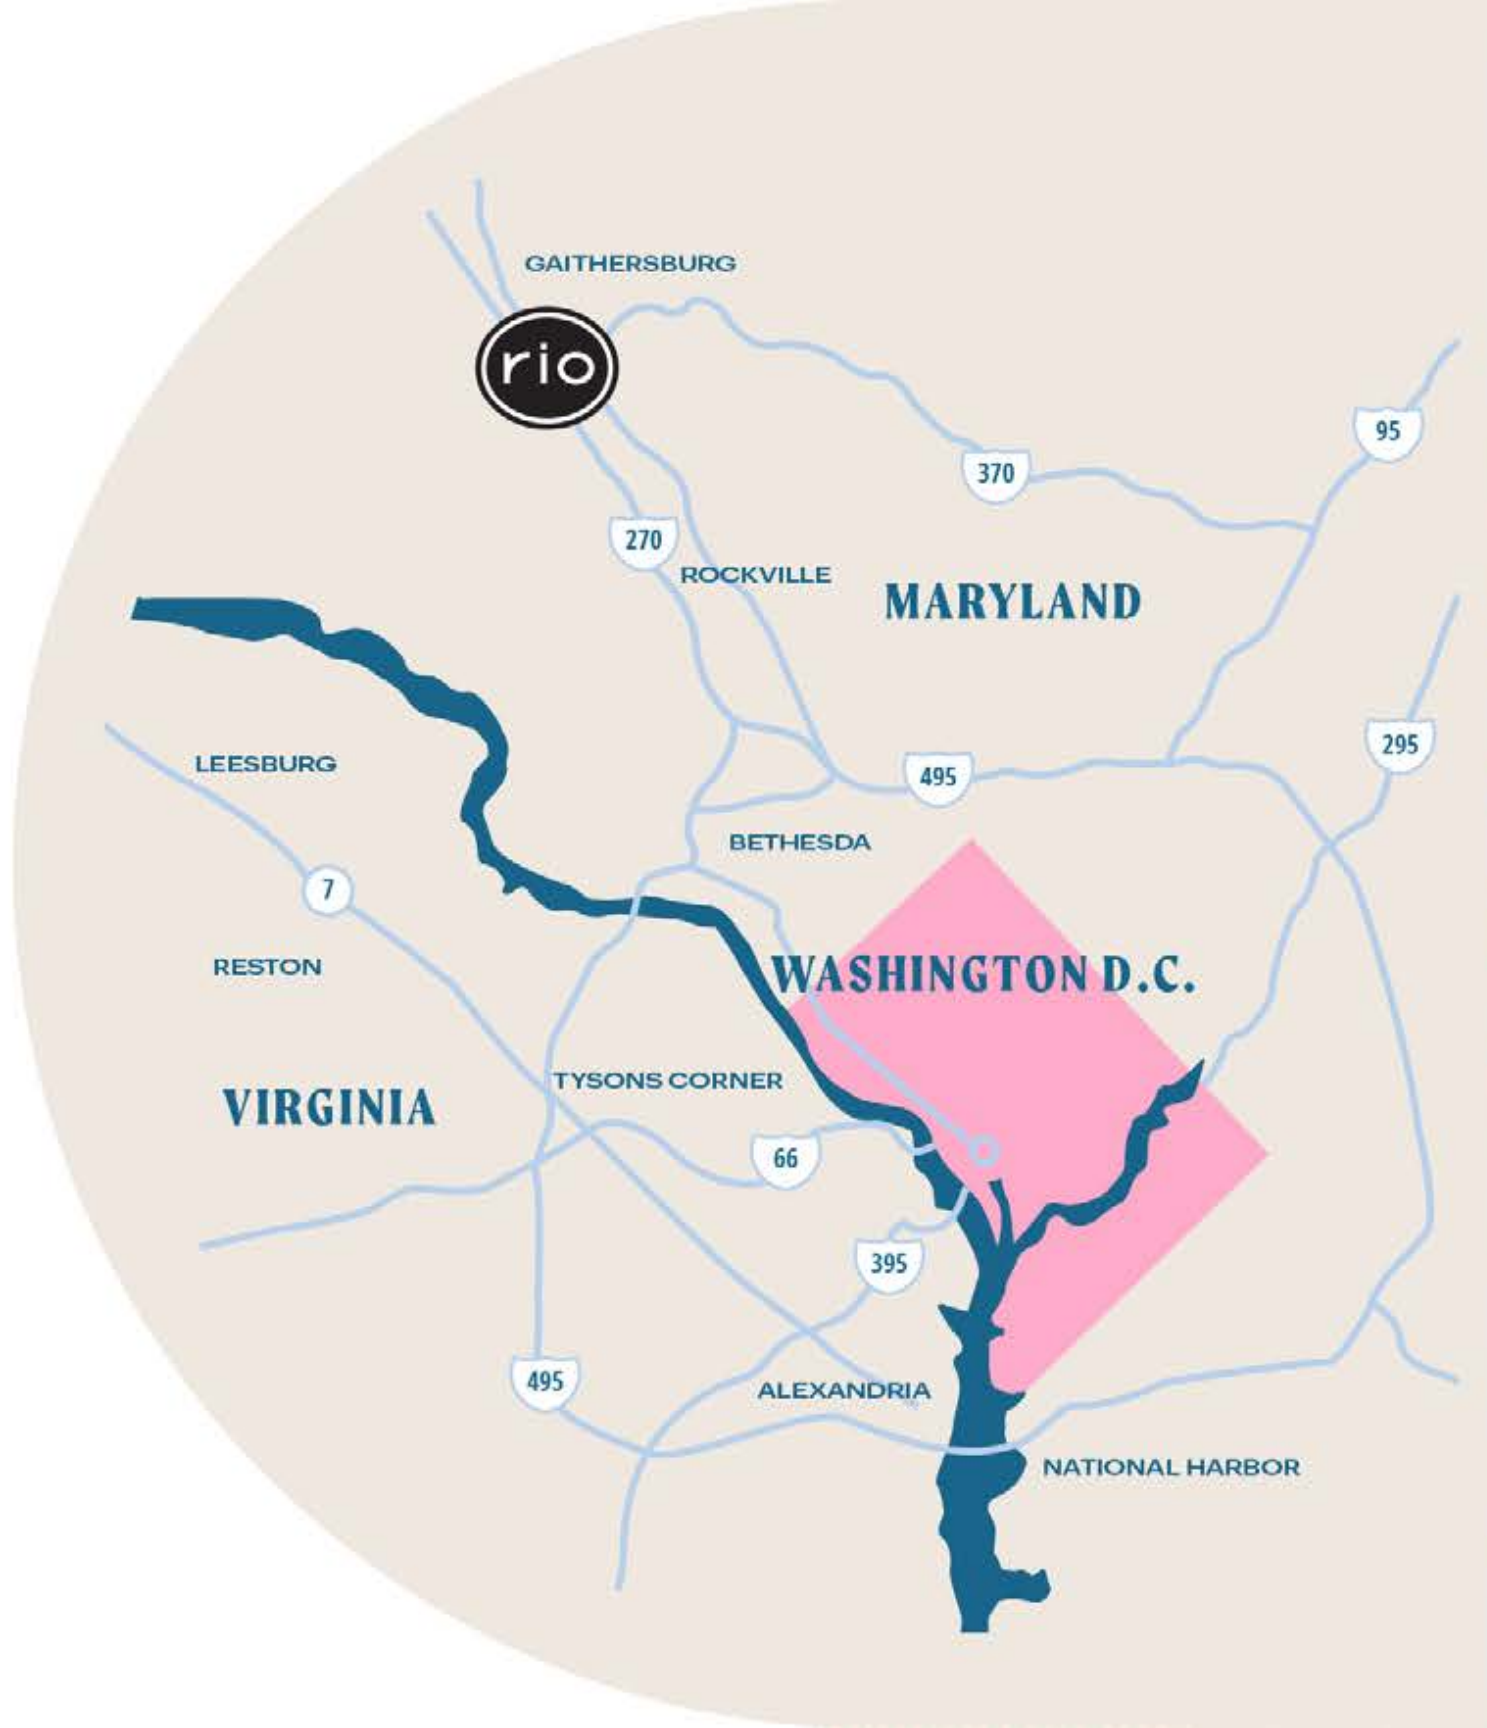 GAITHERSBURG
rio
95
370
270
ROCKVILLE
MARYLAND
295
LEESBURG
495
BETHESDA
7
RESTON
WASHINGTON D.C.
TYSONS CORNER
VIRGINIA
66
395
495
ALEXANDRIA
NATIONAL HARBOR